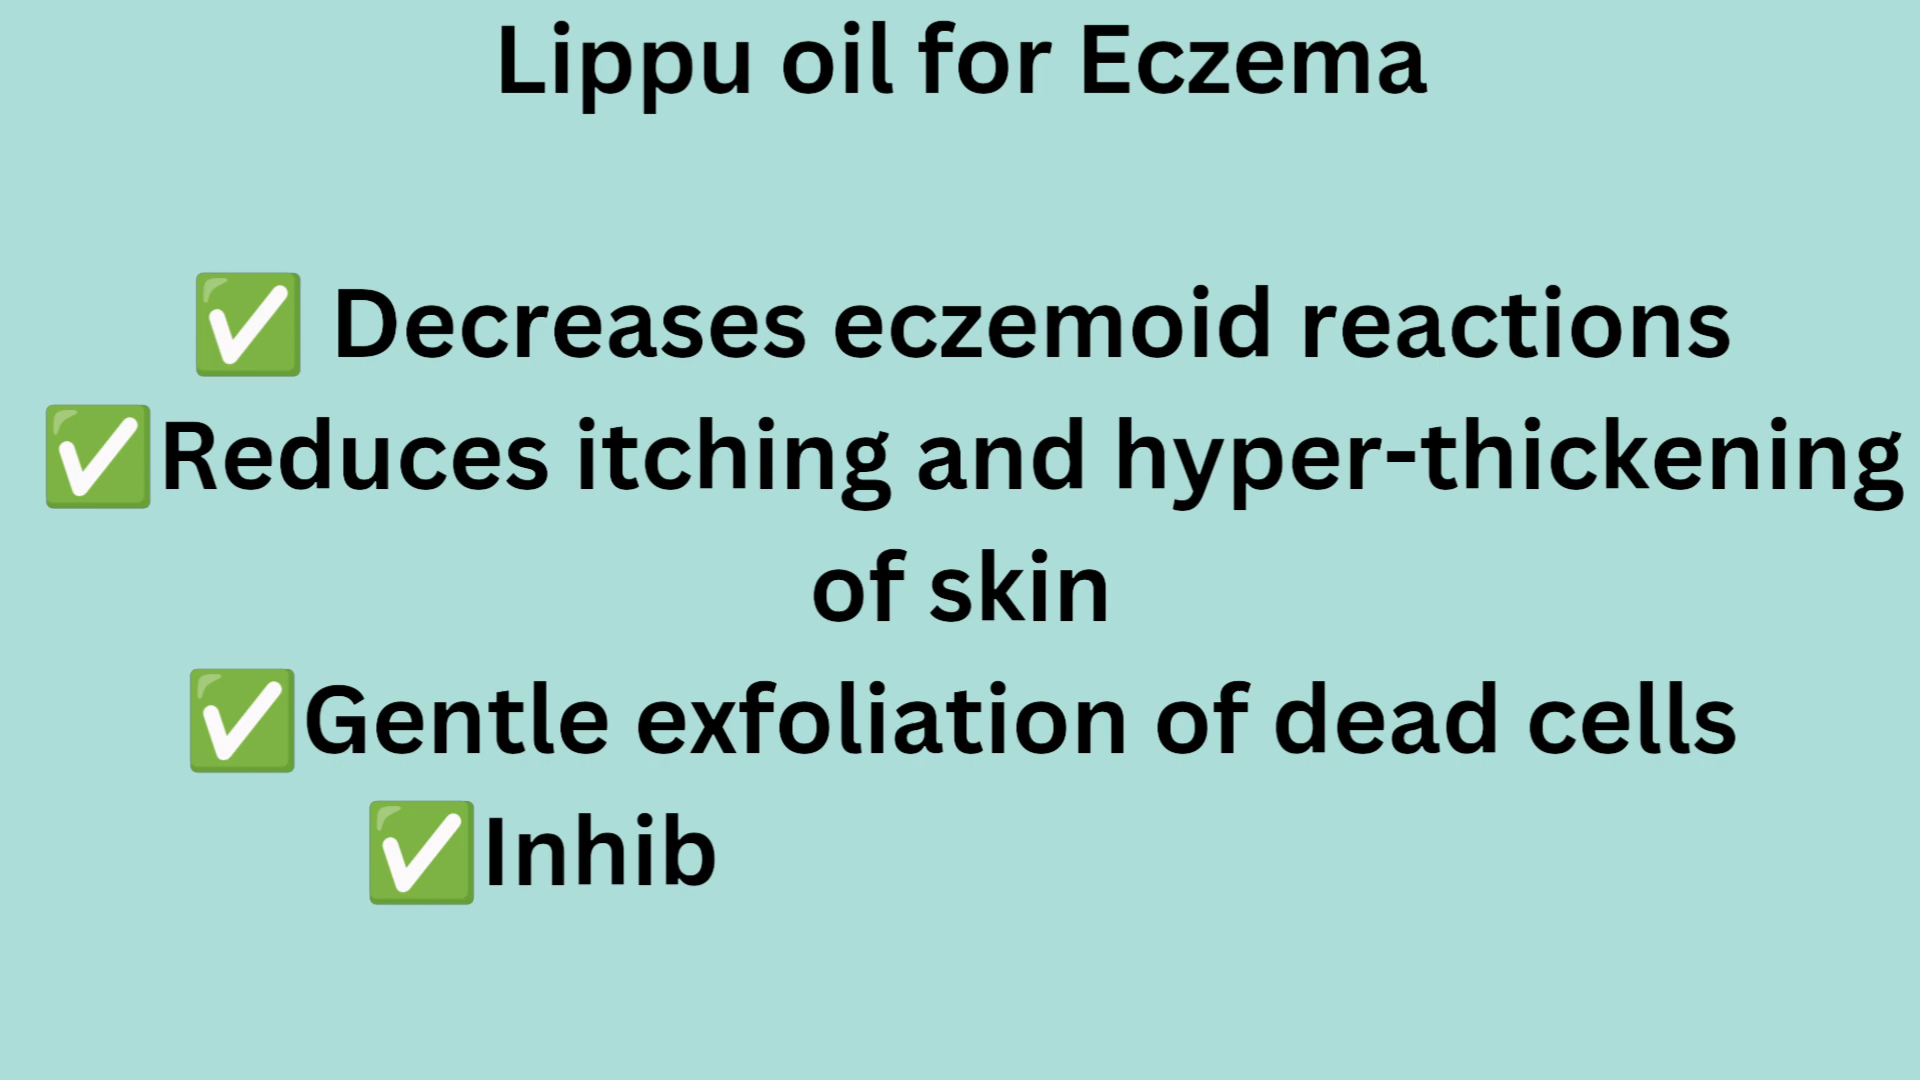 Lippu oil for Eczema
✅ Decreases eczemoid reactions
✅Reduces itching and hyper-thickening
of skin
✅Gentle exfoliation of dead cells
✅Inhib